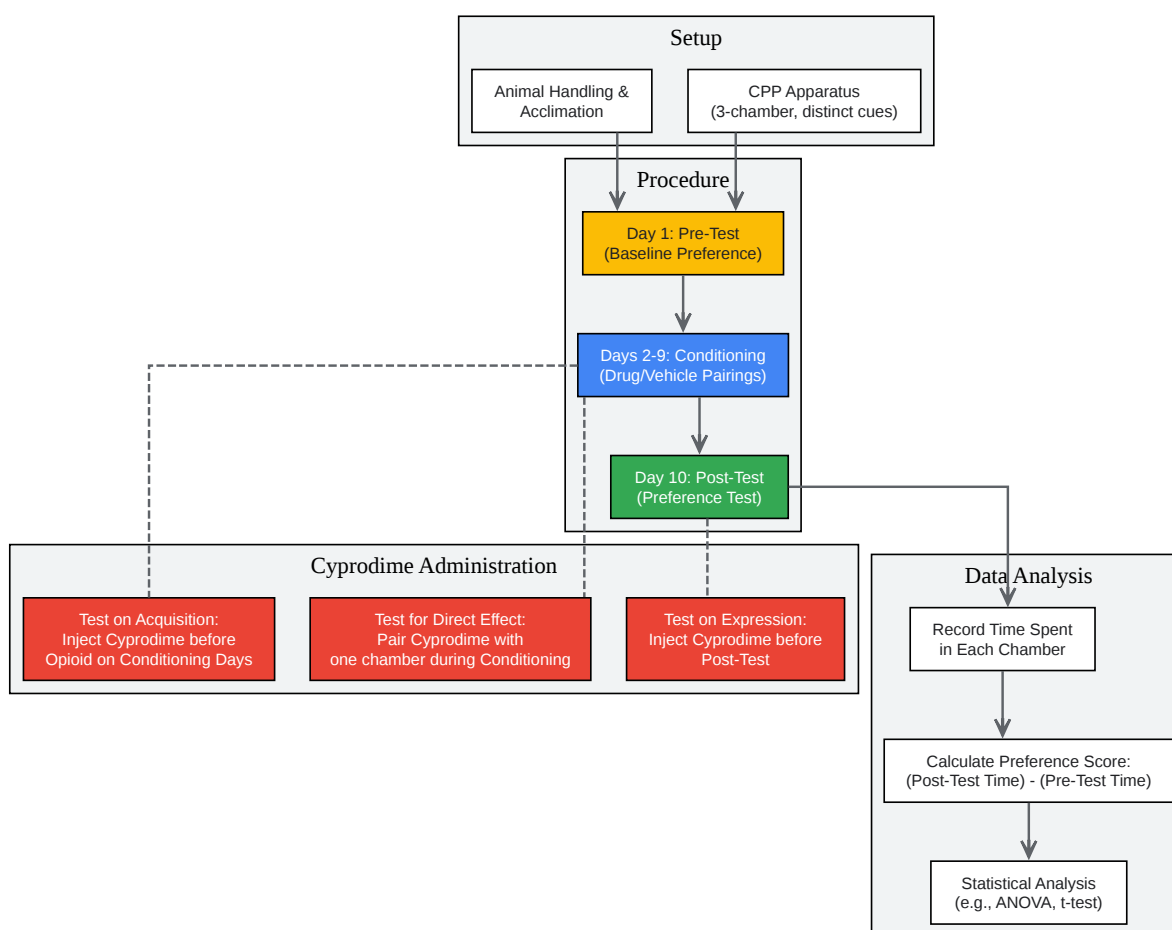 Setup
Animal Handling &
Acclimation
CPP Apparatus
(3-chamber, distinct cues)
Procedure
Day 1: Pre-Test
(Baseline Preference)
Days 2-9: Conditioning
(Drug/Vehicle Pairings)
Day 10: Post-Test
(Preference Test)
Cyprodime Administration
Test on Acquisition:
Inject Cyprodime before
Opioid on Conditioning Days
Test for Direct Effect:
Pair Cyprodime with
one chamber during Conditioning
Test on Expression:
Inject Cyprodime before
Post-Test
Data Analysis
Record Time Spent
in Each Chamber
Calculate Preference Score:
(Post-Test Time) - (Pre-Test Time)
Statistical Analysis
(e.g., ANOVA, t-test)